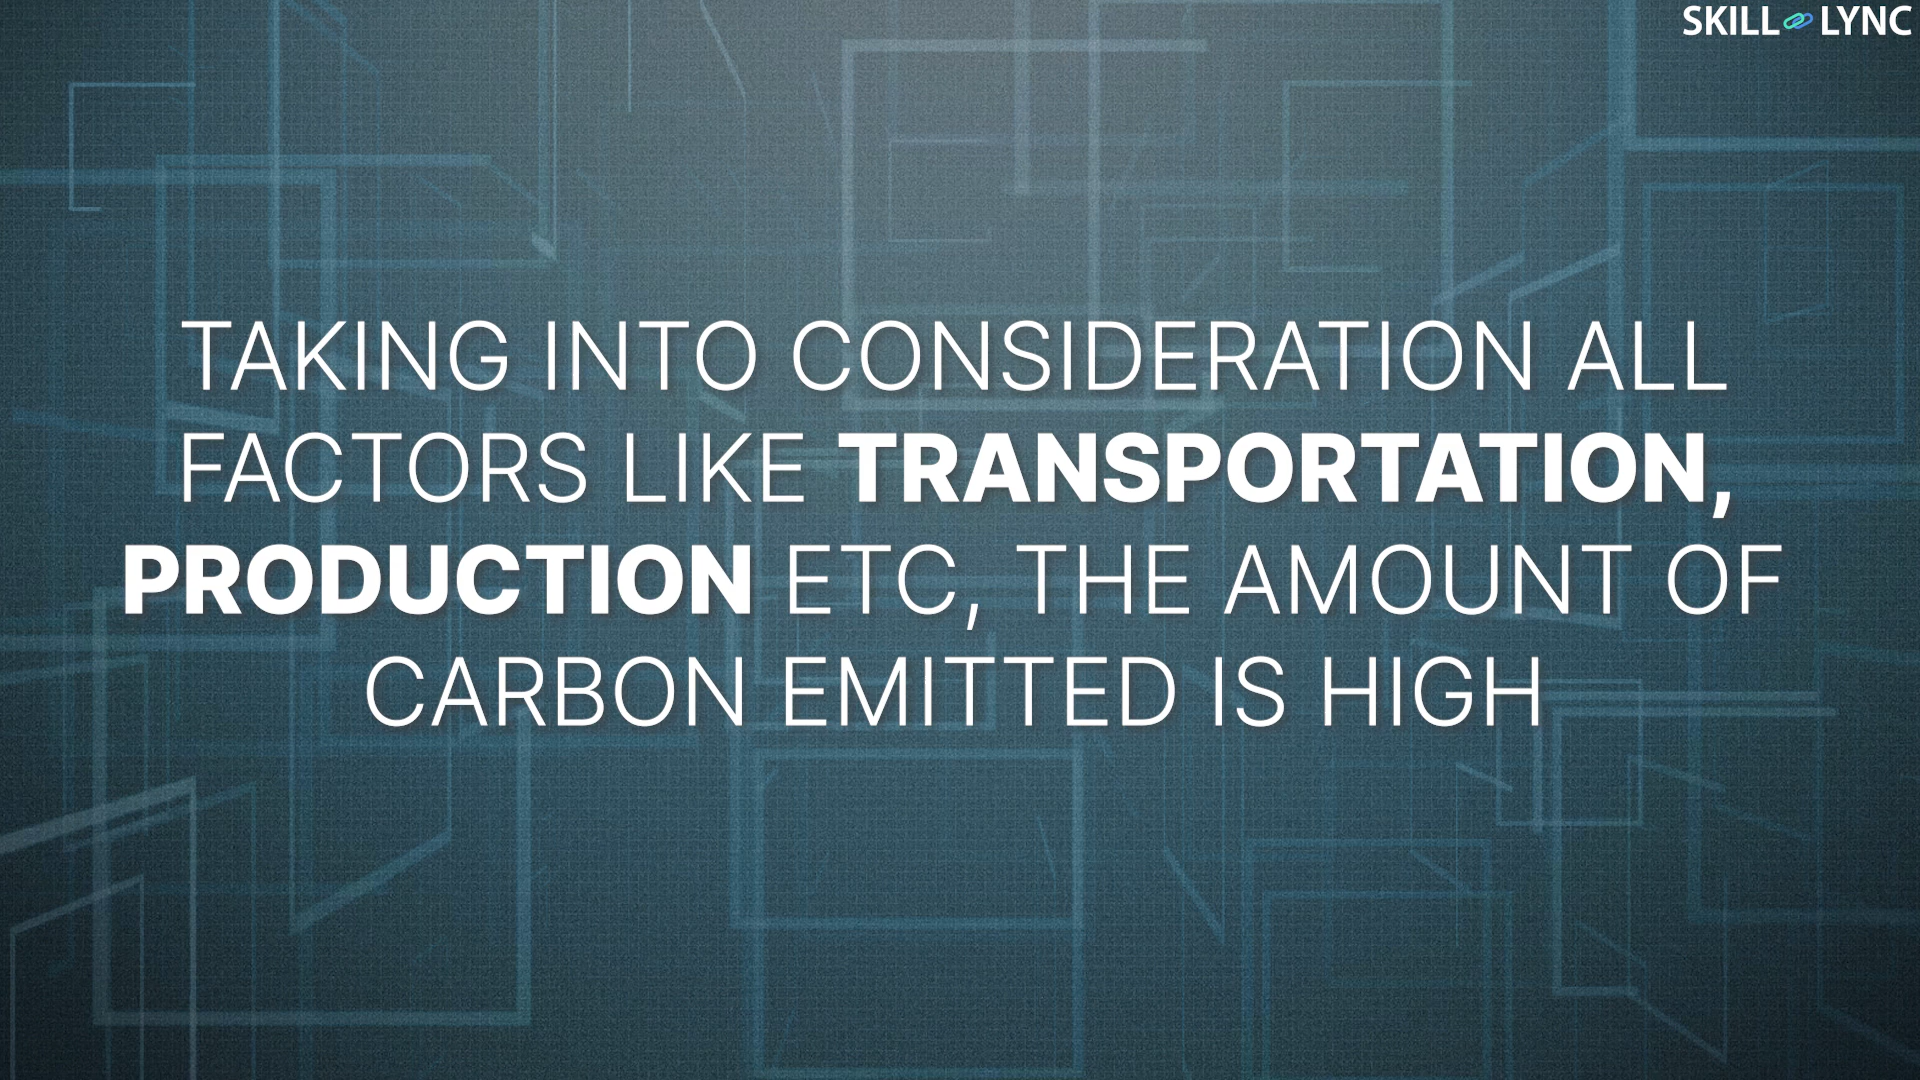 SKILL LYNC
TAKING INTO CONSIDERATION ALL
FACTORS LIKE TRANSPORTATION,
PRODUCTION ETC, THE AMOUNT OF
CARBON EMITTED IS HIGH